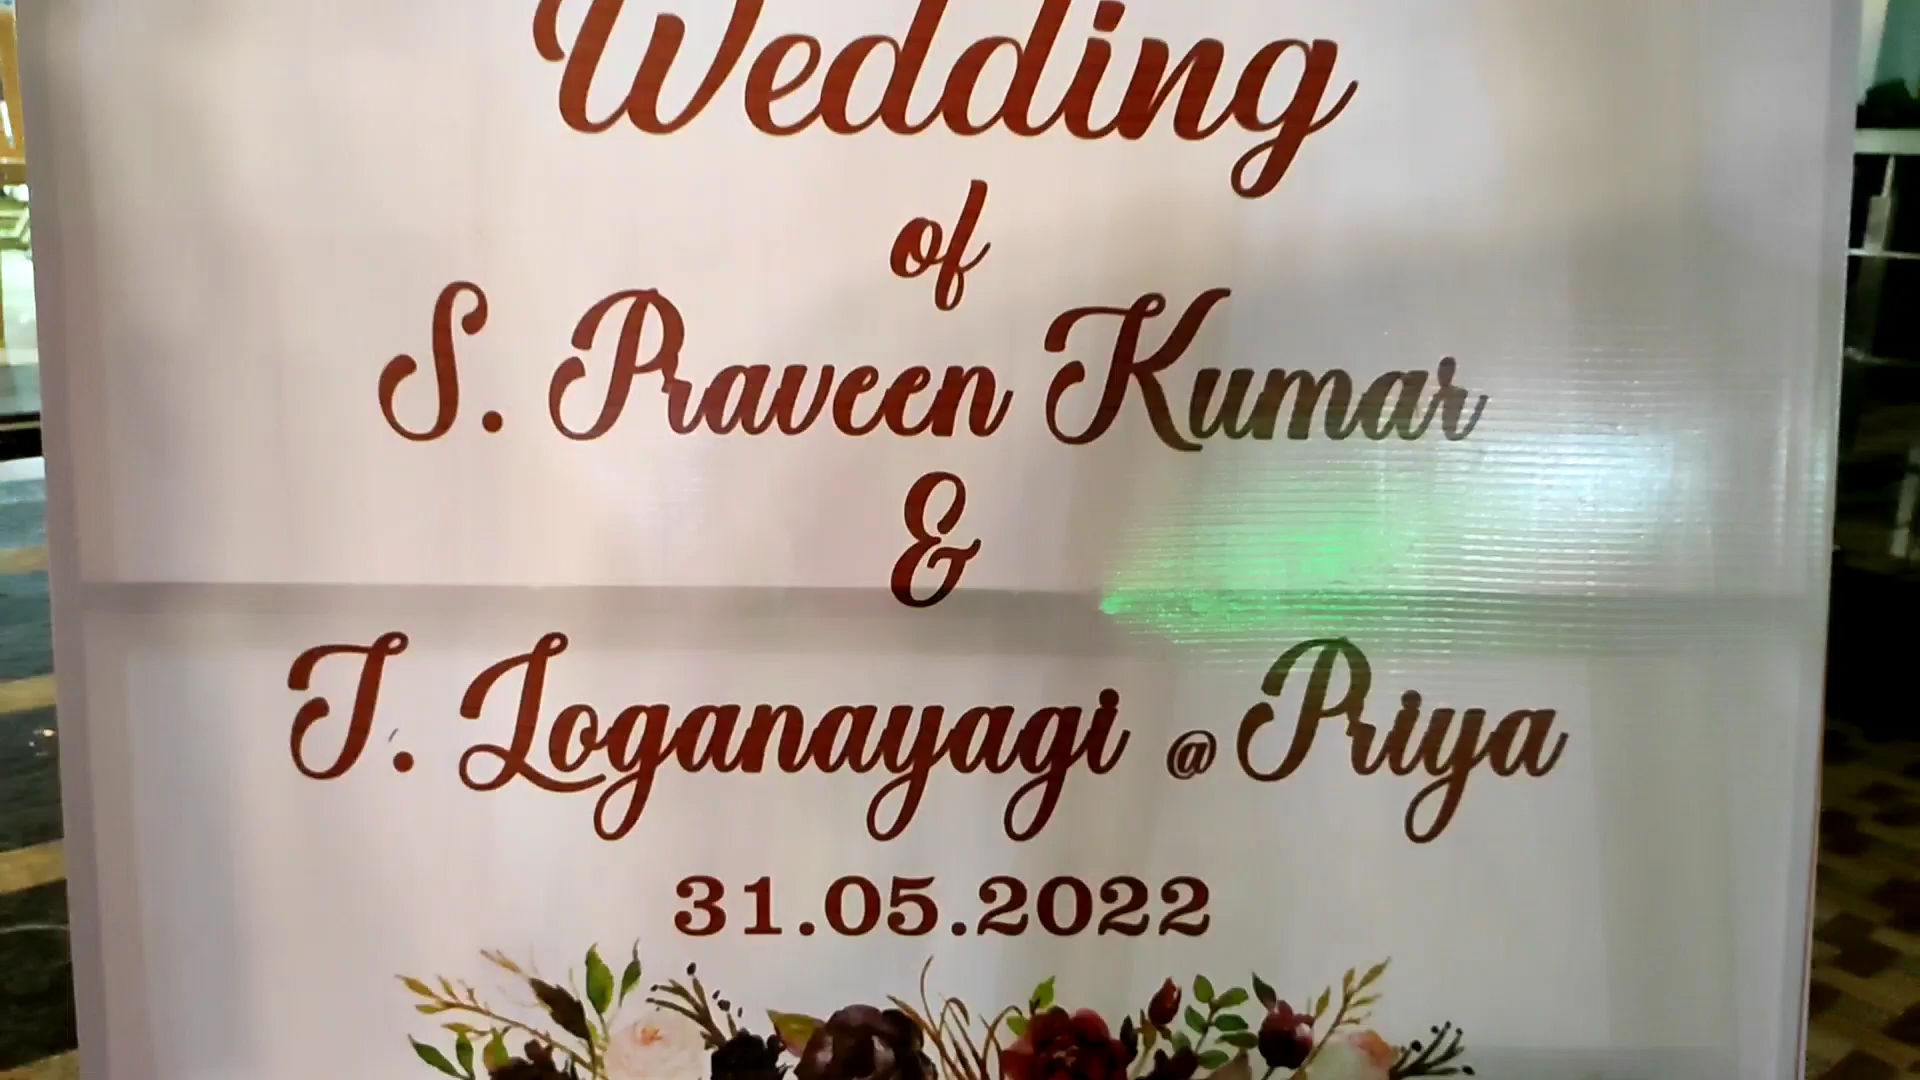 Wedding
of
S. Praveen Kumar
&
T. Loganayagi @ Priya
31.05.2022